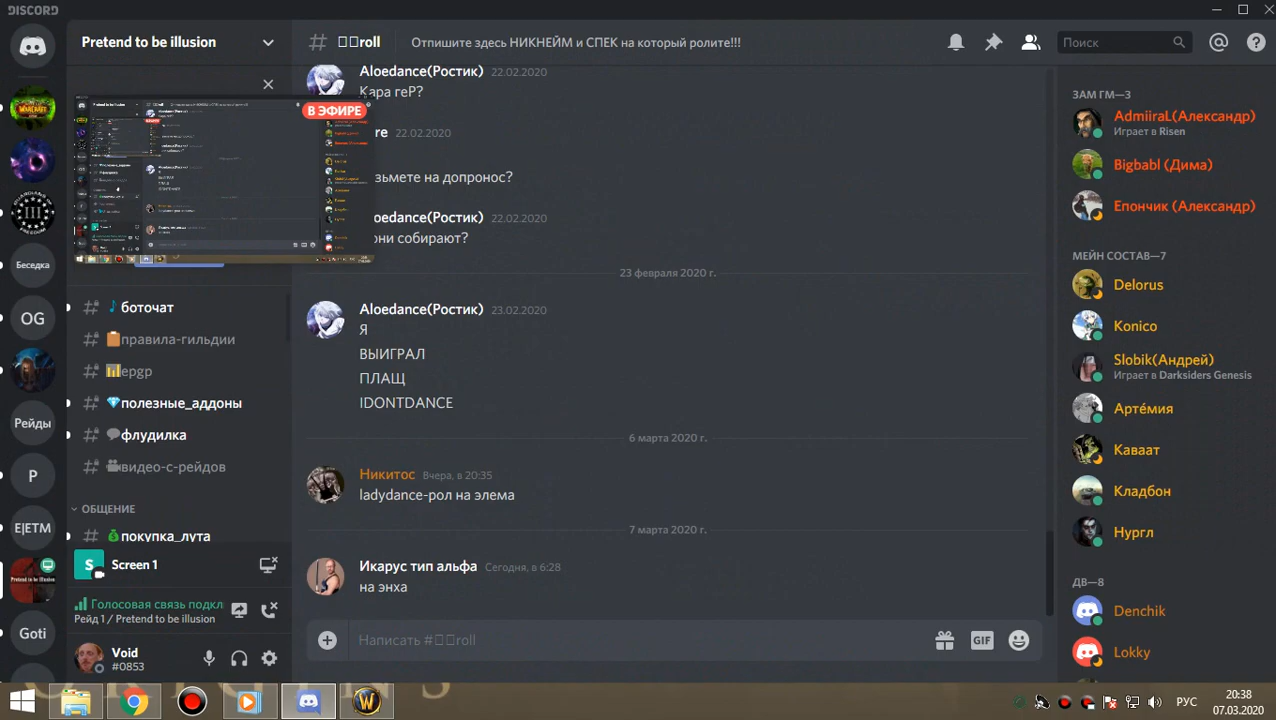 DISCORD
Pretend to be illusion
roll
Отпишите здесь НИКНЕЙМ и СПЕК на который ролите!!!
Поиск
В ЭФИРЕ
боточат
правила-гильдии
epgp
полезные_аддоны
флудилка
видео-с-рейдов
ОБЩЕНИЕ
покупка_лута
Screen 1
Голосовая связь подкл
Рейд 1 / Pretend to be illusion
Void
#0853
Беседка
OG
Рейды
P
E|ETM
Pretend to be Illusion
Goti
Aloedance(Ростик) 22.02.2020
Кара геР?
re 22.02.2020
зьмете на допронос?
loedance(Ростик) 22.02.2020
они собирают?
23 февраля 2020 г.
Aloedance(Ростик) 23.02.2020
Я
ВЫИГРАЛ
ПЛАЩ
IDONTDANCE
6 марта 2020 г.
Никитос Вчера, в 20:35
ladydance-рол на элема
7 марта 2020 г.
Икарус тип альфа Сегодня, в 6:28
на энха
Написать #roll
GIF
ЗАМ ГМ—3
AdmiiraL(Александр)
Играет в Risen
Bigbabl (Дима)
Епончик (Александр)
МЕЙН СОСТАВ—7
Delorus
Konico
Slobik(Андрей)
Играет в Darksiders Genesis
Артéмия
Каваат
Кладбон
Нургл
ДВ—8
Denchik
Lokky
РУС
20:38
07.03.2020